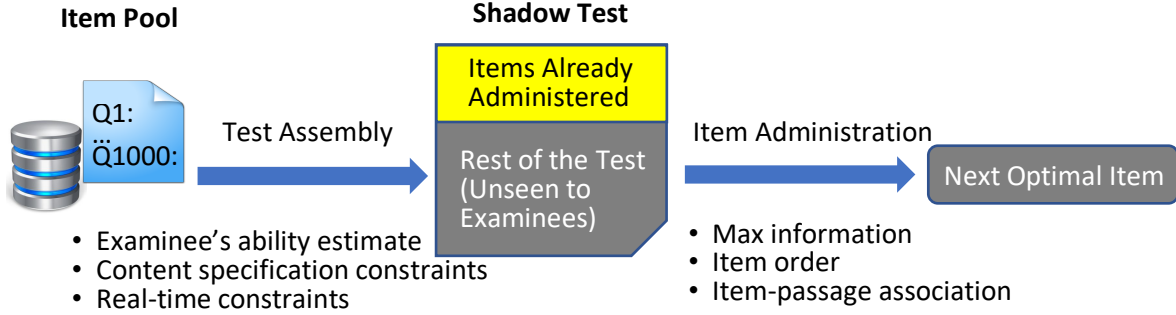 Item Pool
Shadow Test
Q1:
...
Q1000:
Test Assembly
Items Already
Administered
Rest of the Test
(Unseen to
Examinees)
Item Administration
Next Optimal Item
• Examinee's ability estimate
• Content specification constraints
• Real-time constraints
• Max information
• Item order
• Item-passage association